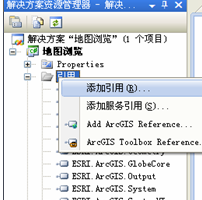 解决方案资源管理器 - 解决方
解决方案“地图浏览”(1 个项目)
地图浏览
Properties
引用
添加引用(R)...
添加服务引用(S)...
Add ArcGIS Reference...
ArcGIS Toolbox Reference.
ESRI.ArcGIS.GlobeCore
ESRI.ArcGIS.Output
ESRI.ArcGIS.System